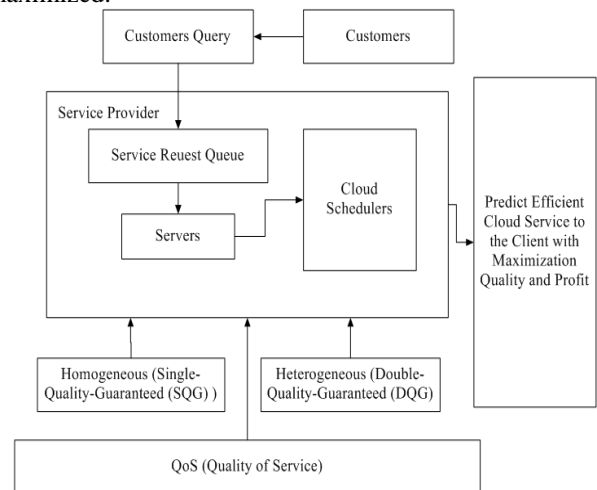 Customers Query
Customers
Service Provider
Service Reuest Queue
Servers
Cloud
Schedulers
Predict Efficient
Cloud Service to
the Client with
Maximization
Quality and Profit
Homogeneous (Single-
Quality-Guaranteed (SQG) )
Heterogeneous (Double-
Quality-Guaranteed (DQG)
QoS (Quality of Service)